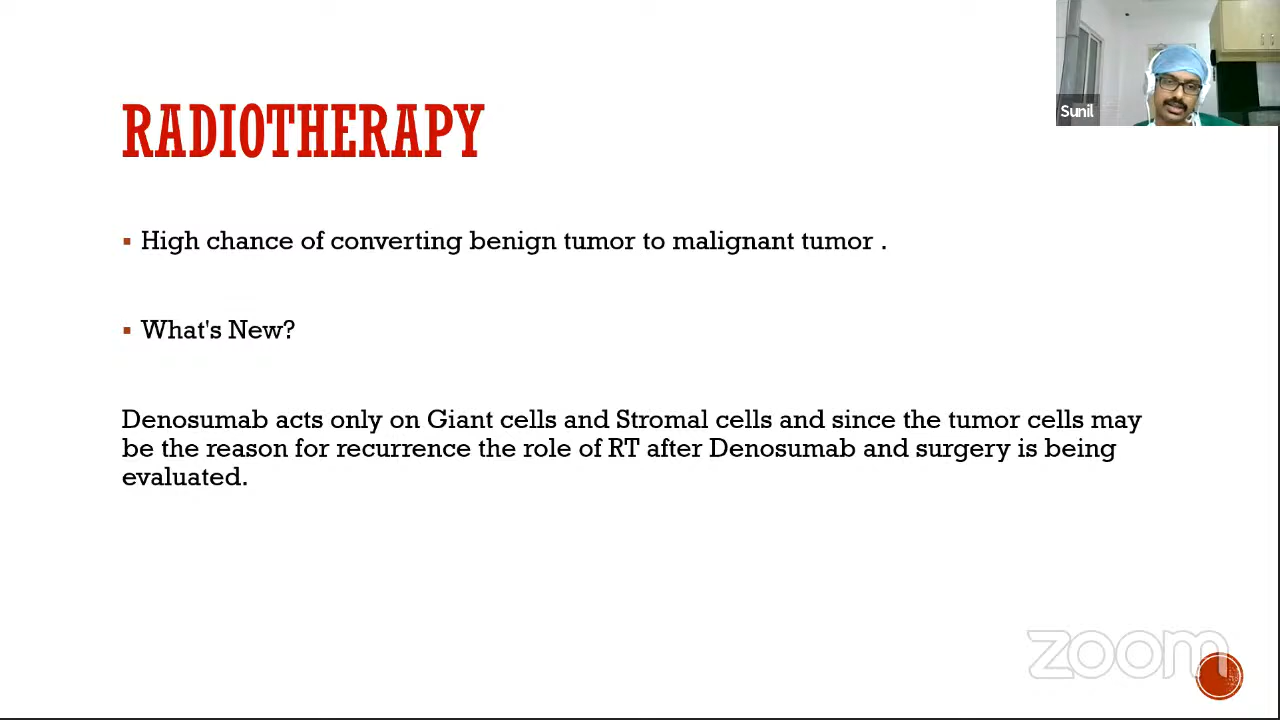 Sunil
RADIOTHERAPY
▪ High chance of converting benign tumor to malignant tumor .
▪ What's New?
Denosumab acts only on Giant cells and Stromal cells and since the tumor cells may
be the reason for recurrence the role of RT after Denosumab and surgery is being
evaluated.
zoom